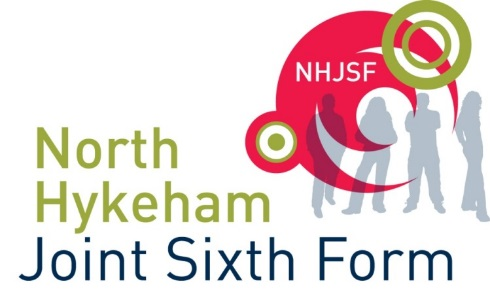 NHJSF
North
Hykeham
Joint Sixth Form